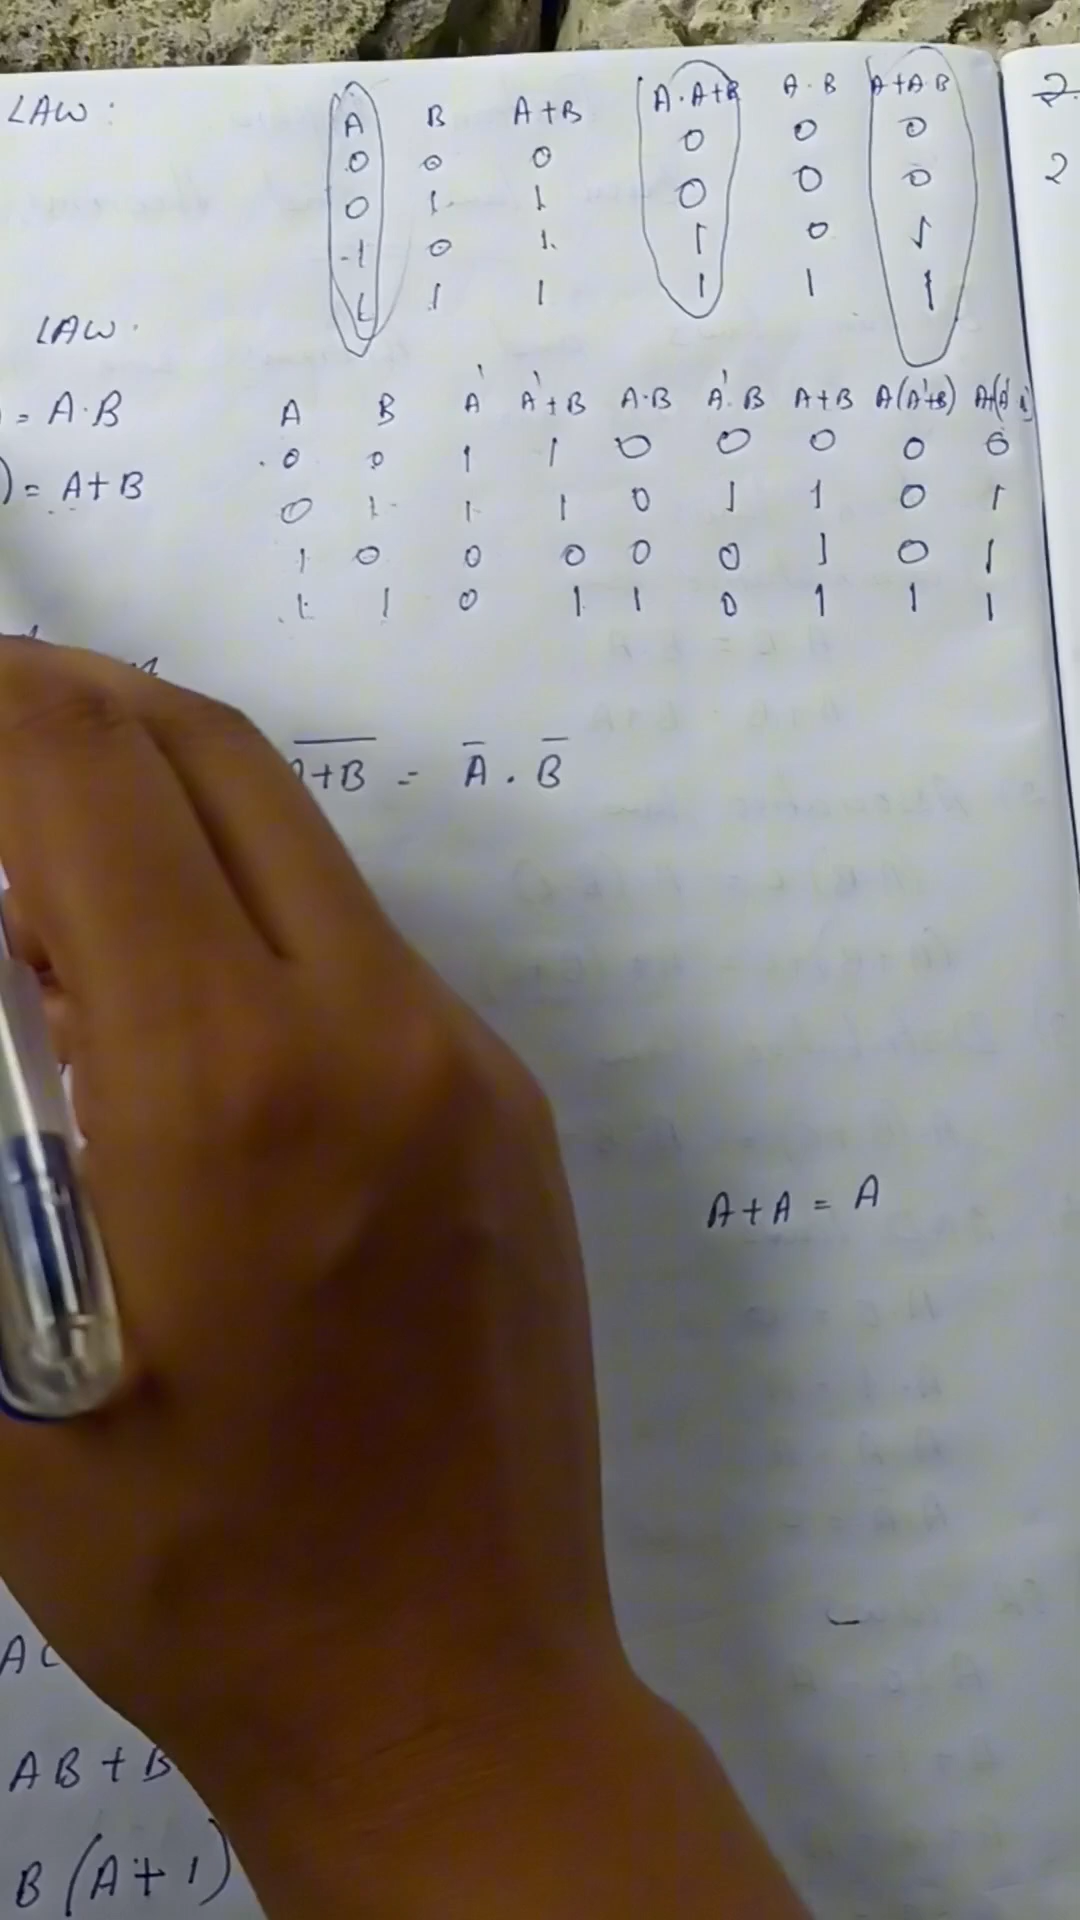 LAW : A B A+B A·A+B A·B A+A·B 2.
0 0 0 0 0 0
0 1 1 0 0 0 2
1 0 1 1 0 1
1 1 1 1 1 1
LAW.
= A·B A B A' A'+B A·B A'·B A+B A(A'+B)
0 0 1 1 0 0 0 0 0
) = A+B 0 1 1 1 0 1 1 0 1
1 0 0 0 0 0 1 0 1
1 1 0 1 1 0 1 1 1
+B̅ = A̅ . B̅
A+A = A
A
AB + B
B (A + 1)